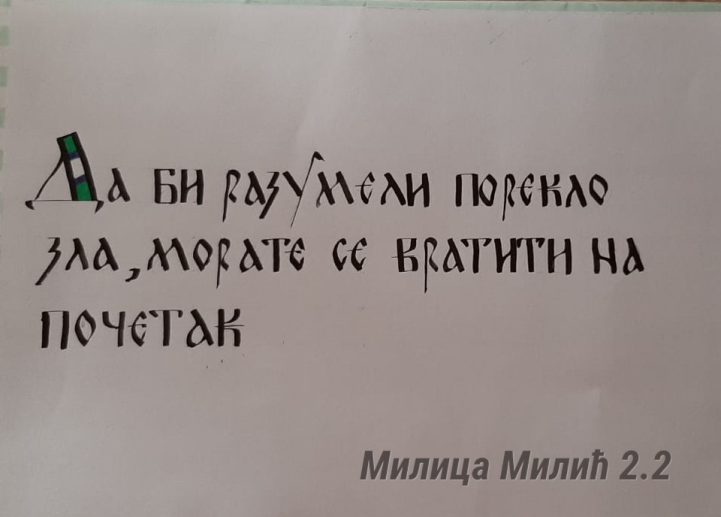 Да би разумели порекло
зла, морате се вратити на
почетак
Милица Милић 2.2